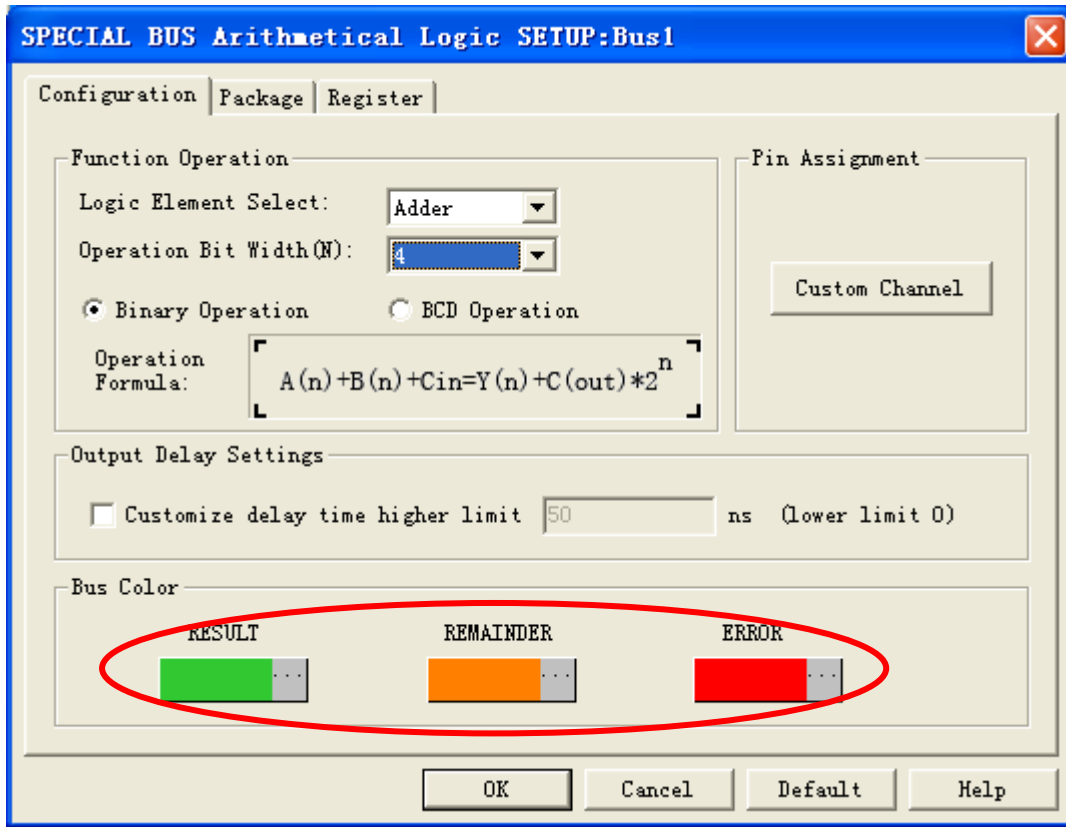 SPECIAL BUS Arithmetical Logic SETUP:Bus1
Configuration Package Register
Function Operation
Logic Element Select: Adder
Operation Bit Width(N): 4
Binary Operation BCD Operation
Operation
Formula: A(n)+B(n)+Cin=Y(n)+C(out)*2^n
Pin Assignment
Custom Channel
Output Delay Settings
Customize delay time higher limit 50 ns (lower limit 0)
Bus Color
RESULT REMAINDER ERROR
... ... ...
OK Cancel Default Help